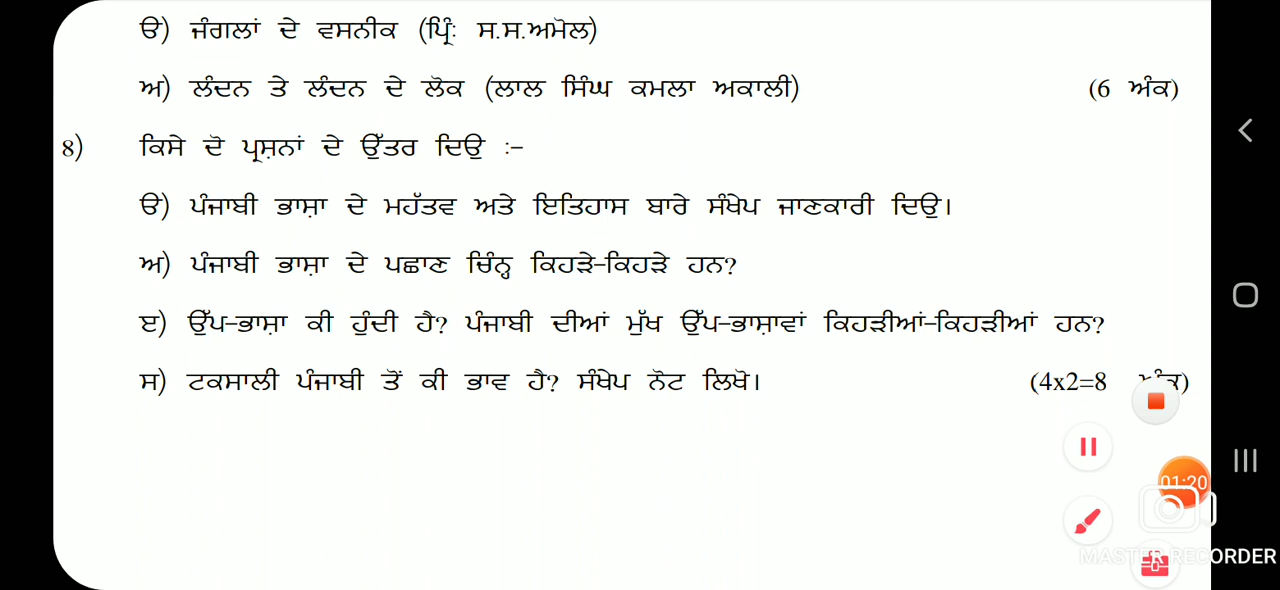 ੳ) ਜੰਗਲਾਂ ਦੇ ਵਸਨੀਕ (ਪ੍ਰਿੰ: ਸ.ਸ.ਅਮੋਲ)
ਅ) ਲੰਦਨ ਤੇ ਲੰਦਨ ਦੇ ਲੋਕ (ਲਾਲ ਸਿੰਘ ਕਮਲਾ ਅਕਾਲੀ) (6 ਅੰਕ)
8) ਕਿਸੇ ਦੋ ਪ੍ਰਸ਼ਨਾਂ ਦੇ ਉੱਤਰ ਦਿਉ :-
ੳ) ਪੰਜਾਬੀ ਭਾਸ਼ਾ ਦੇ ਮਹੱਤਵ ਅਤੇ ਇਤਿਹਾਸ ਬਾਰੇ ਸੰਖੇਪ ਜਾਣਕਾਰੀ ਦਿਉ।
ਅ) ਪੰਜਾਬੀ ਭਾਸ਼ਾ ਦੇ ਪਛਾਣ ਚਿੰਨ੍ਹ ਕਿਹੜੇ-ਕਿਹੜੇ ਹਨ?
ੲ) ਉੱਪ-ਭਾਸ਼ਾ ਕੀ ਹੁੰਦੀ ਹੈ? ਪੰਜਾਬੀ ਦੀਆਂ ਮੁੱਖ ਉੱਪ-ਭਾਸ਼ਾਵਾਂ ਕਿਹੜੀਆਂ-ਕਿਹੜੀਆਂ ਹਨ?
ਸ) ਟਕਸਾਲੀ ਪੰਜਾਬੀ ਤੋਂ ਕੀ ਭਾਵ ਹੈ? ਸੰਖੇਪ ਨੋਟ ਲਿਖੋ। (4x2=8 ਅੰਕ)
01:20
MASTER RECORDER